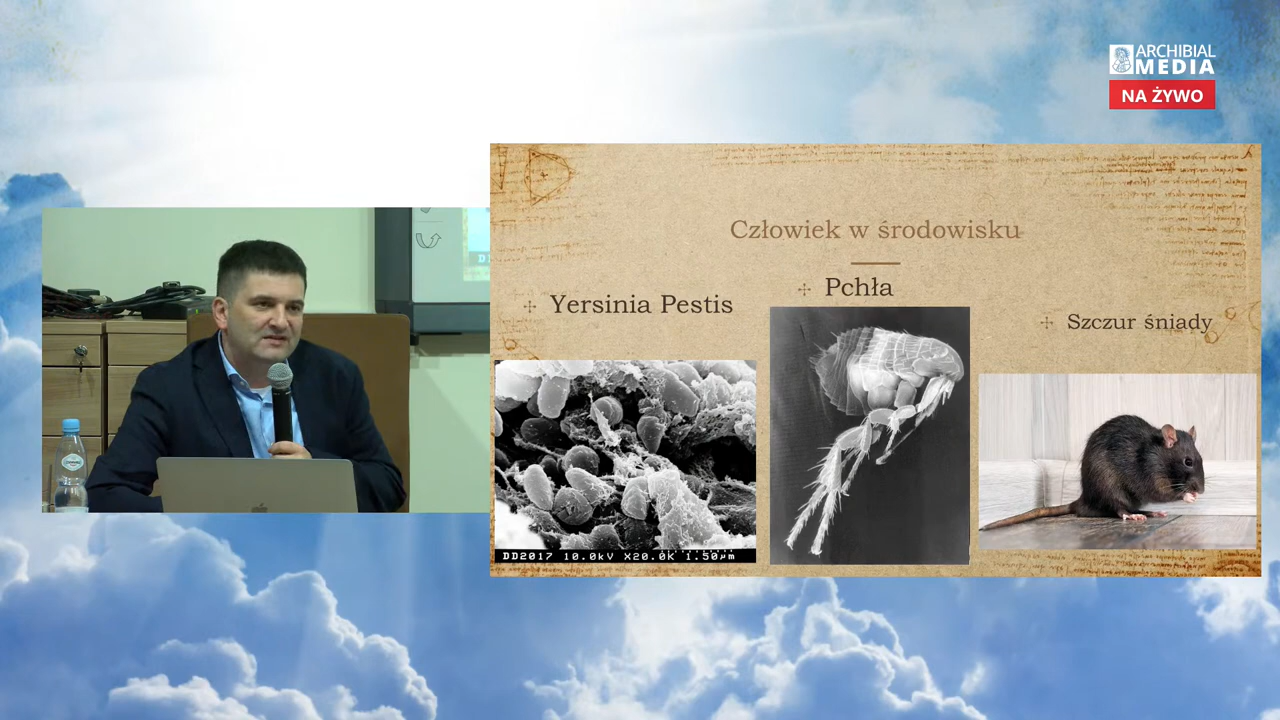 ARCHIBIAL
MEDIA
NA ŻYWO
Człowiek w środowisku
Pchła
Yersinia Pestis
Szczur śniady
DD2017 10.0kV X20.0K 1.50µm